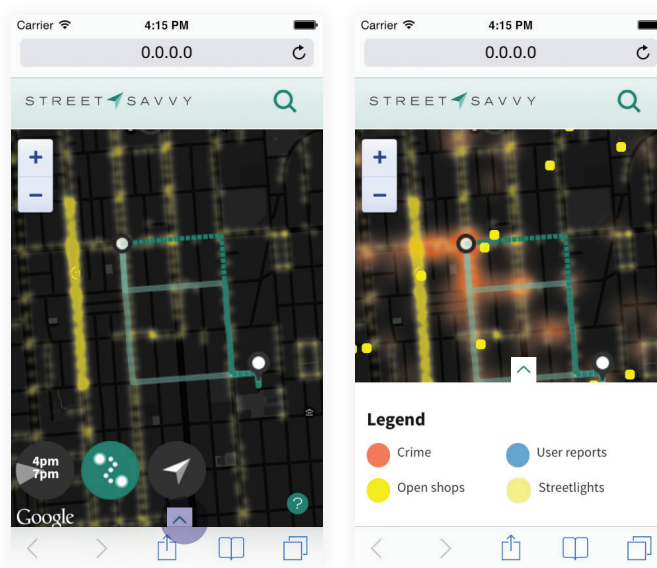 Carrier 4:15 PM
0.0.0.0
STREET SAVVY
+
−
4pm
7pm
?
Google
Carrier 4:15 PM
0.0.0.0
STREET SAVVY
+
−
Legend
Crime
User reports
Open shops
Streetlights